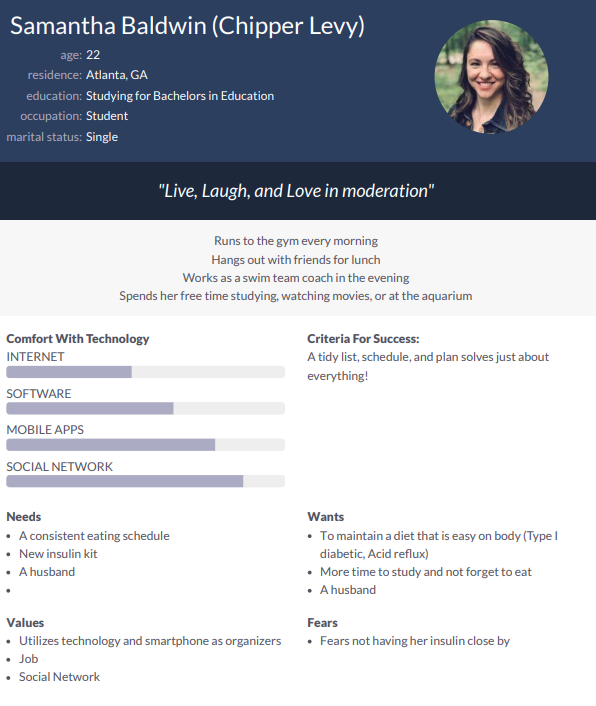 Samantha Baldwin (Chipper Levy)
age: 22
residence: Atlanta, GA
education: Studying for Bachelors in Education
occupation: Student
marital status: Single
"Live, Laugh, and Love in moderation"
Runs to the gym every morning
Hangs out with friends for lunch
Works as a swim team coach in the evening
Spends her free time studying, watching movies, or at the aquarium
Comfort With Technology
INTERNET
SOFTWARE
MOBILE APPS
SOCIAL NETWORK
Criteria For Success:
A tidy list, schedule, and plan solves just about
everything!
Needs
• A consistent eating schedule
• New insulin kit
• A husband
•
Wants
• To maintain a diet that is easy on body (Type I
diabetic, Acid reflux)
• More time to study and not forget to eat
• A husband
Values
• Utilizes technology and smartphone as organizers
• Job
• Social Network
Fears
• Fears not having her insulin close by